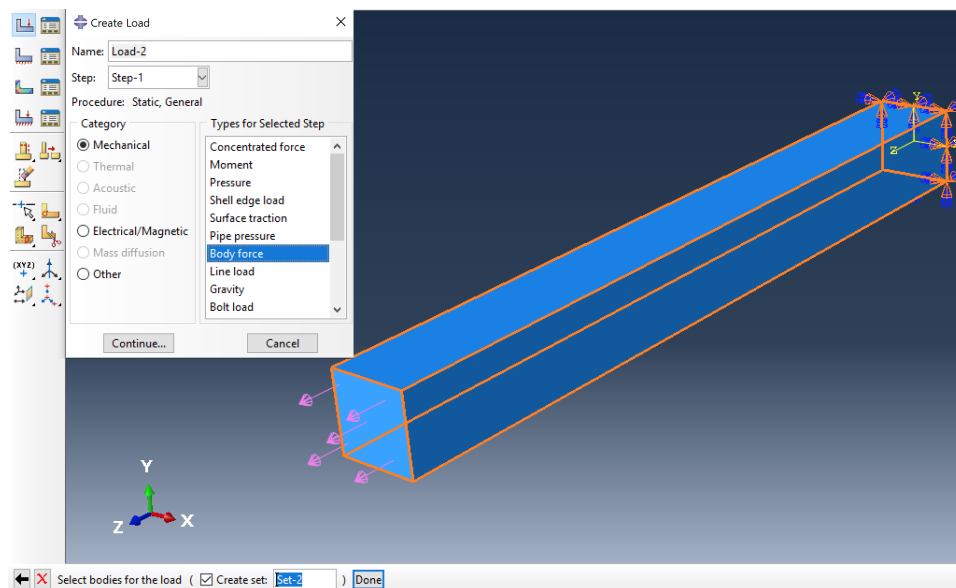 Create Load
Name: Load-2
Step: Step-1
Procedure: Static, General
Category
Mechanical
Thermal
Acoustic
Fluid
Electrical/Magnetic
Mass diffusion
Other
Types for Selected Step
Concentrated force
Moment
Pressure
Shell edge load
Surface traction
Pipe pressure
Body force
Line load
Gravity
Bolt load
Continue...
Cancel
(XYZ)
Y
Z
Y
Z
X
Select bodies for the load ( Create set: Set-2 ) Done